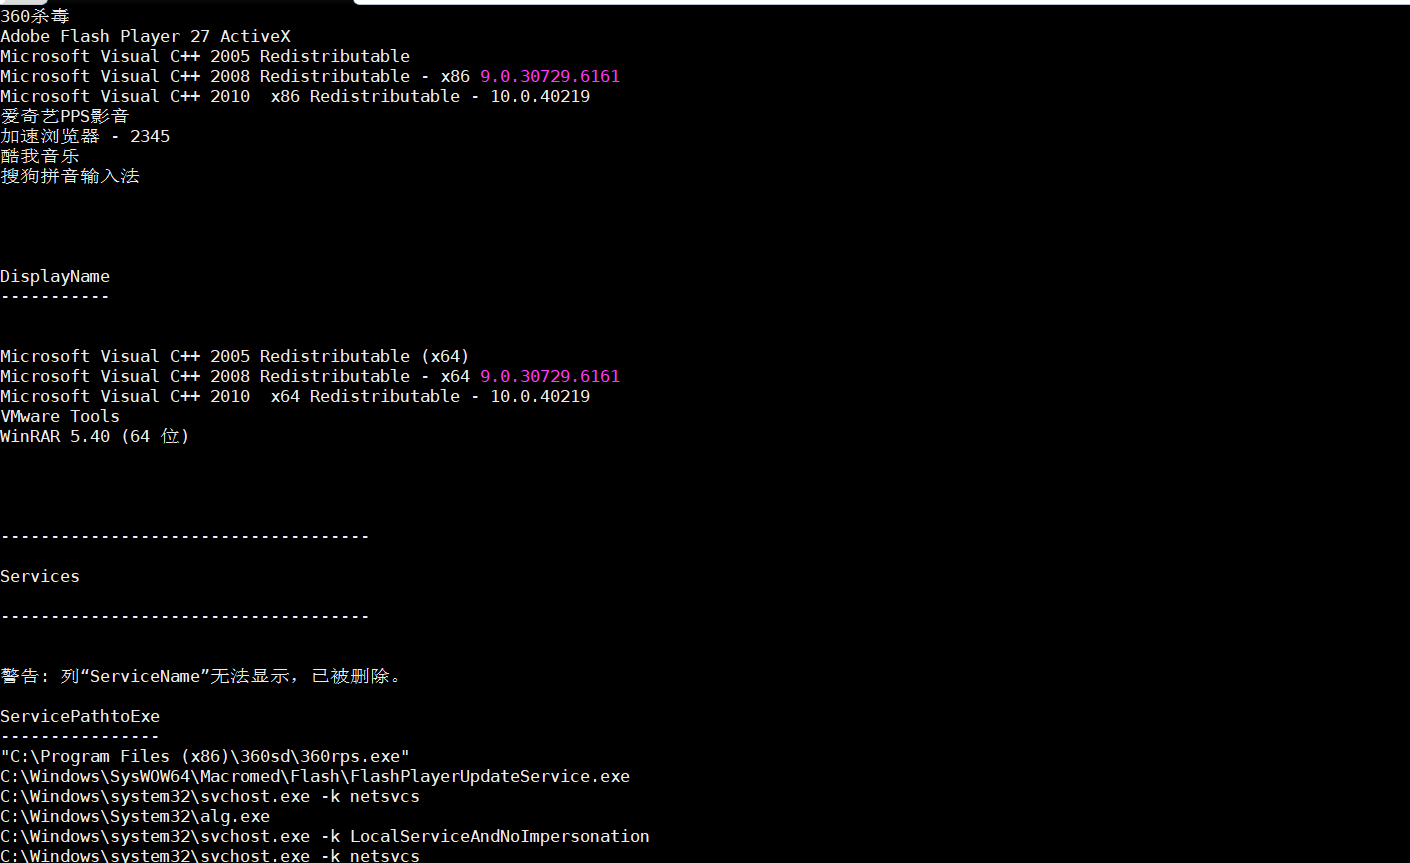 360杀毒
Adobe Flash Player 27 ActiveX
Microsoft Visual C++ 2005 Redistributable
Microsoft Visual C++ 2008 Redistributable - x86 9.0.30729.6161
Microsoft Visual C++ 2010  x86 Redistributable - 10.0.40219
爱奇艺PPS影音
加速浏览器 - 2345
酷我音乐
搜狗拼音输入法
DisplayName
-----------
Microsoft Visual C++ 2005 Redistributable (x64)
Microsoft Visual C++ 2008 Redistributable - x64 9.0.30729.6161
Microsoft Visual C++ 2010  x64 Redistributable - 10.0.40219
VMware Tools
WinRAR 5.40 (64 位)
-------------------------------------
Services
-------------------------------------
警告: 列“ServiceName”无法显示，已被删除。
ServicePathtoExe
----------------
"C:\Program Files (x86)\360sd\360rps.exe"
C:\Windows\SysWOW64\Macromed\Flash\FlashPlayerUpdateService.exe
C:\Windows\system32\svchost.exe -k netsvcs
C:\Windows\System32\alg.exe
C:\Windows\system32\svchost.exe -k LocalServiceAndNoImpersonation
C:\Windows\system32\svchost.exe -k netsvcs